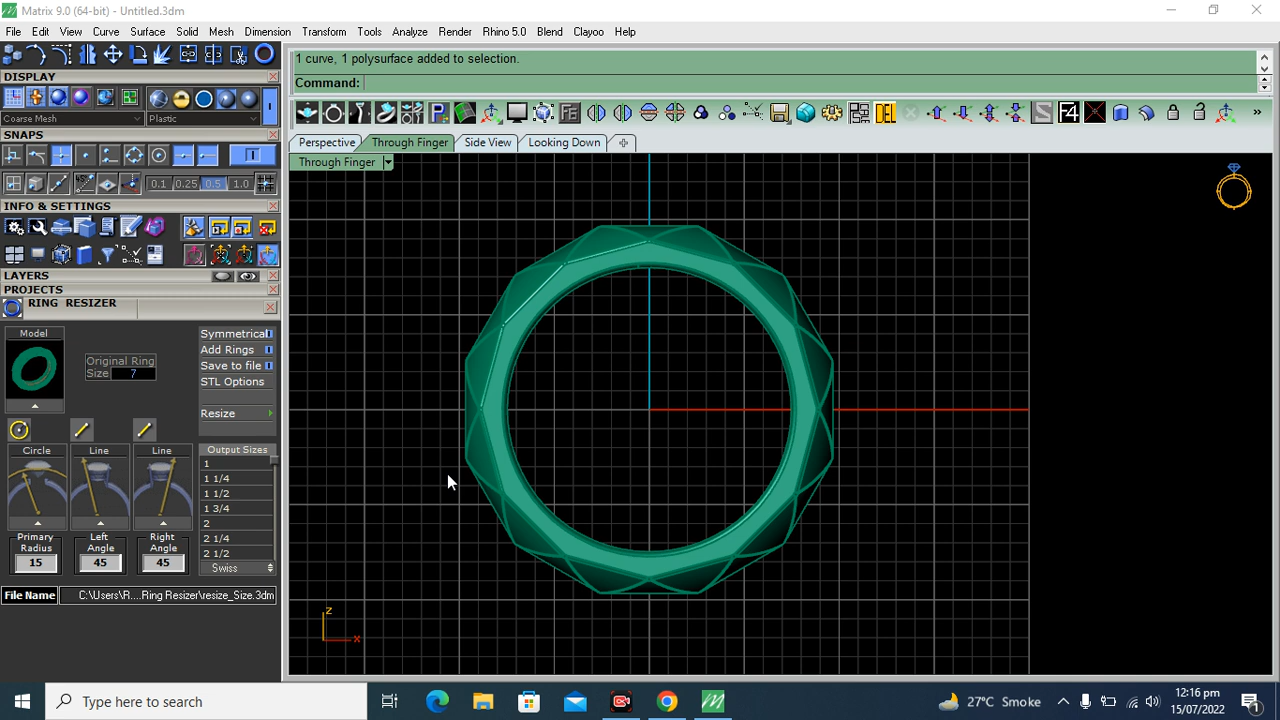 Matrix 9.0 (64-bit) - Untitled.3dm
File Edit View Curve Surface Solid Mesh Dimension Transform Tools Analyze Render Rhino 5.0 Blend Clayoo Help
1 curve, 1 polysurface added to selection.
Command:
DISPLAY
Coarse Mesh
Plastic
SNAPS
0.1 0.25 0.5 1.0
INFO & SETTINGS
LAYERS
PROJECTS
RING RESIZER
Perspective Through Finger Side View Looking Down
Through Finger
Model
Original Ring
Size 7
Symmetrical
Add Rings
Save to file
STL Options
Resize
Circle Line Line
Output Sizes
1
1 1/4
1 1/2
1 3/4
2
2 1/4
2 1/2
Swiss
Primary Radius
15
Left Angle
45
Right Angle
45
File Name C:\Users\R....Ring Resizer\resize_Size.3dm
z
x
F4
FE
Type here to search
27°C Smoke
12:16 pm
15/07/2022
1